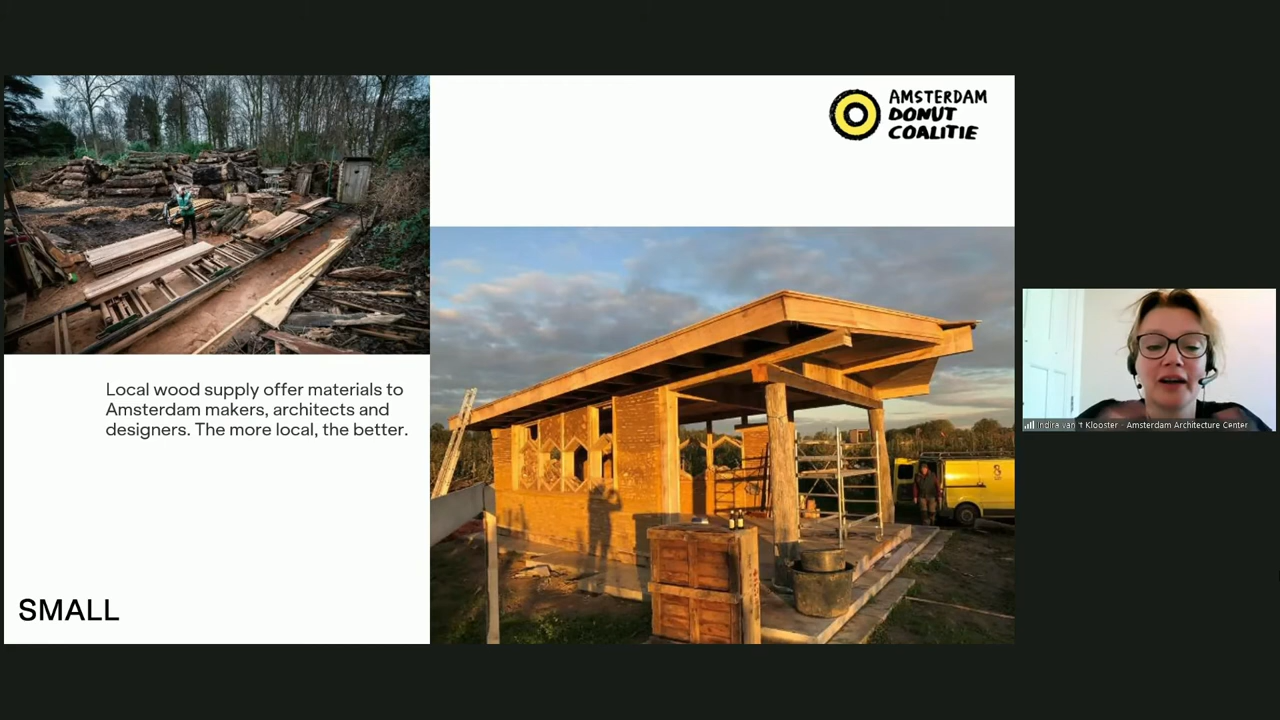 AMSTERDAM
DONUT
COALITIE
Local wood supply offer materials to
Amsterdam makers, architects and
designers. The more local, the better.
SMALL
Indira van 't Klooster - Amsterdam Architecture Center